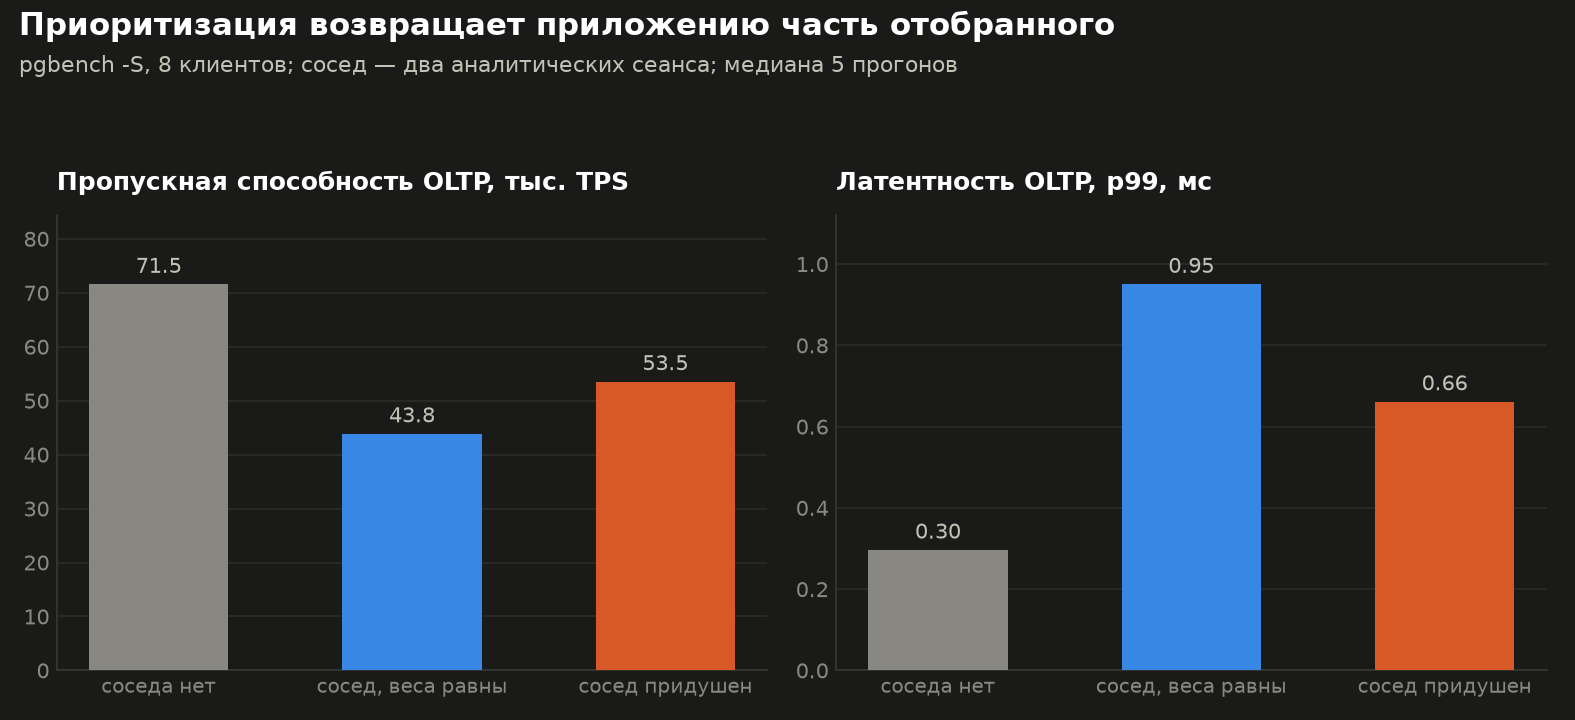 Приоритизация возвращает приложению часть отобранного
pgbench -S, 8 клиентов; сосед — два аналитических сеанса; медиана 5 прогонов
Пропускная способность OLTP, тыс. TPS
80
70
60
50
40
30
20
10
0
71.5
43.8
53.5
соседа нет
сосед, веса равны
сосед придушен
Латентность OLTP, p99, мс
1.0
0.8
0.6
0.4
0.2
0.0
0.30
0.95
0.66
соседа нет
сосед, веса равны
сосед придушен